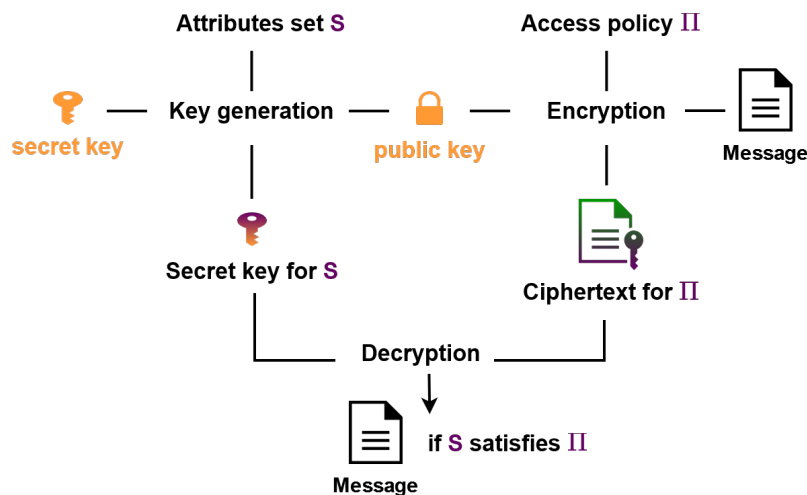 Attributes set S
Access policy Π
Key generation
Encryption
secret key
public key
Message
Secret key for S
Ciphertext for Π
Decryption
if S satisfies Π
Message